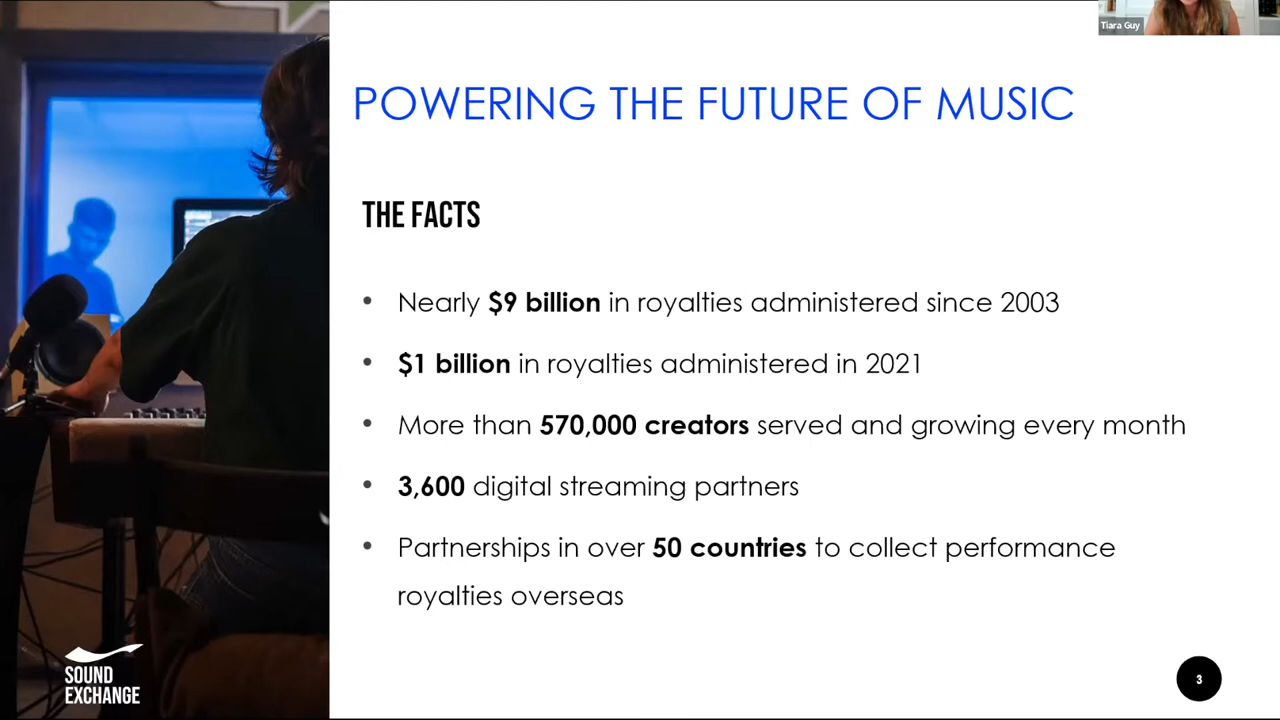 Tiara Guy
POWERING THE FUTURE OF MUSIC
THE FACTS
• Nearly $9 billion in royalties administered since 2003
• $1 billion in royalties administered in 2021
• More than 570,000 creators served and growing every month
• 3,600 digital streaming partners
• Partnerships in over 50 countries to collect performance
royalties overseas
SOUND
EXCHANGE
3